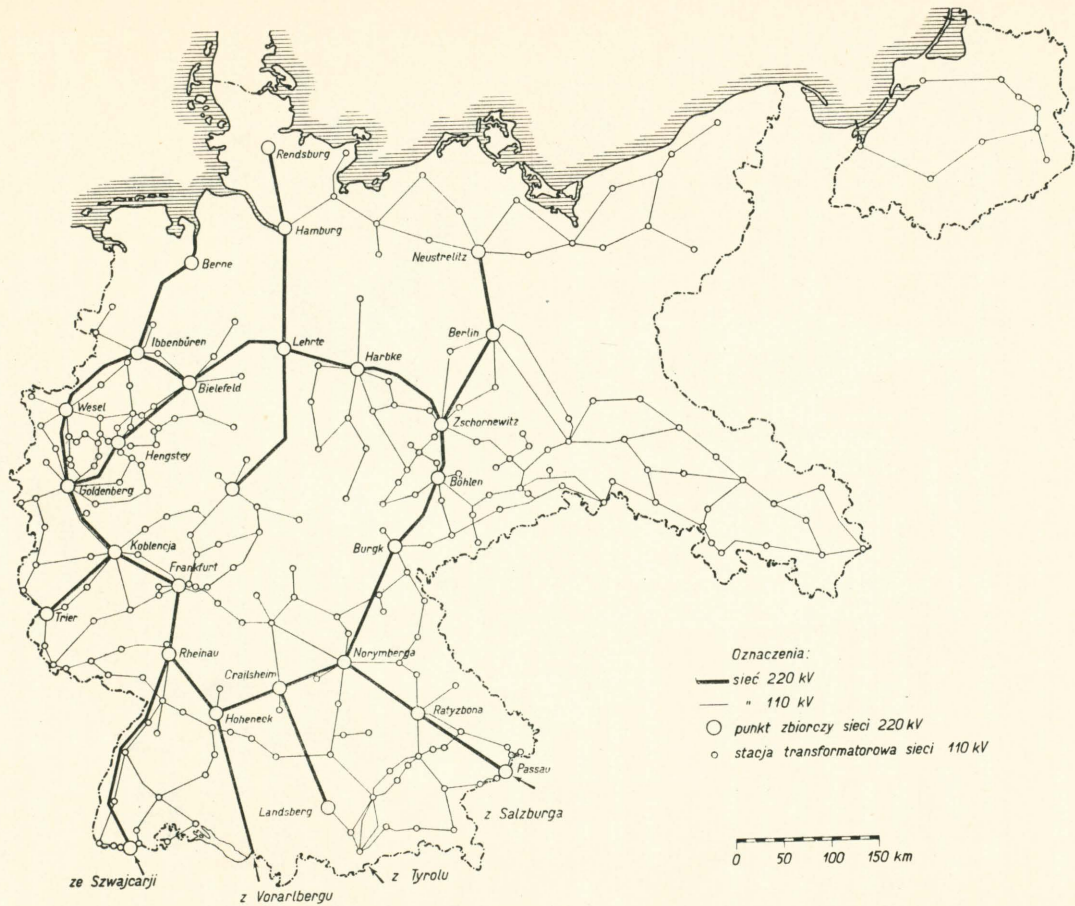 Rendsburg
Hamburg
Neustrelitz
Berne
Berlin
Lehrte
Ibbenbüren
Harbke
Bielefeld
Wesel
Zschornewitz
Hengstey
Böhlen
Goldenberg
Koblencja
Burgk
Frankfurt
Trier
Rheinau
Norymberga
Crailsheim
Hoheneck
Ratyzbona
Passau
Landsberg
z Salzburga
z Tyrolu
ze Szwajcarji
z Vorarlbergu
Oznaczenia:
sieć 220 kV
" 110 kV
punkt zbiorczy sieci 220 kV
stacja transformatorowa sieci 110 kV
0 50 100 150 km